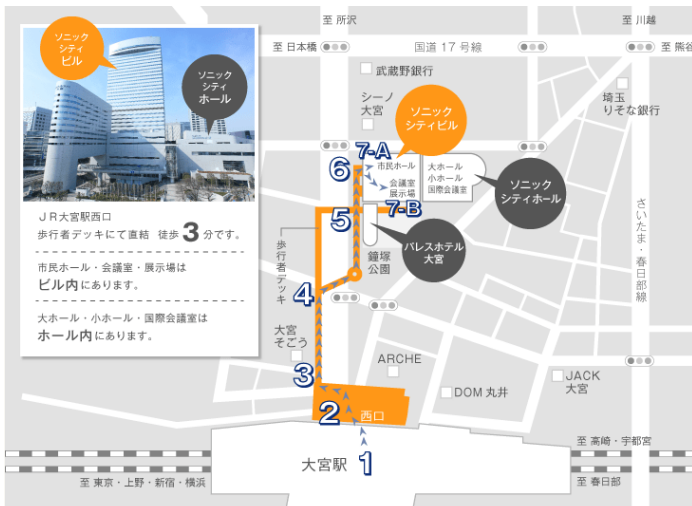 ソニック
シティ
ビル
ソニック
シティ
ホール
ＪＲ大宮駅西口
歩行者デッキにて直結 徒歩 3 分です。
市民ホール・会議室・展示場は
ビル内にあります。
大ホール・小ホール・国際会議室は
ホール内にあります。
至 所沢
至 川越
至 日本橋
国道 17 号線
至 熊谷
武蔵野銀行
シーノ
大宮
埼玉
りそな銀行
ソニック
シティビル
7-A
6
市民ホール
会議室
展示場
大ホール
小ホール
国際会議室
ソニック
シティホール
7-B
5
パレスホテル
大宮
鐘塚
公園
歩行者デッキ
さいたま・春日部線
4
大宮
そごう
3
ARCHE
JACK
大宮
DOM 丸井
2
西口
1
大宮駅
至 高崎・宇都宮
至 東京・上野・新宿・横浜
至 春日部